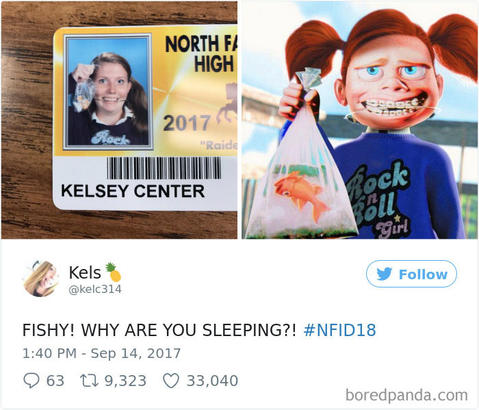 NORTH FA
HIGH
2017
"Raide
Rock
KELSEY CENTER
Rock
n
Roll
Girl
Kels
@kelc314
Follow
FISHY! WHY ARE YOU SLEEPING?! #NFID18
1:40 PM - Sep 14, 2017
63 9,323 33,040
boredpanda.com